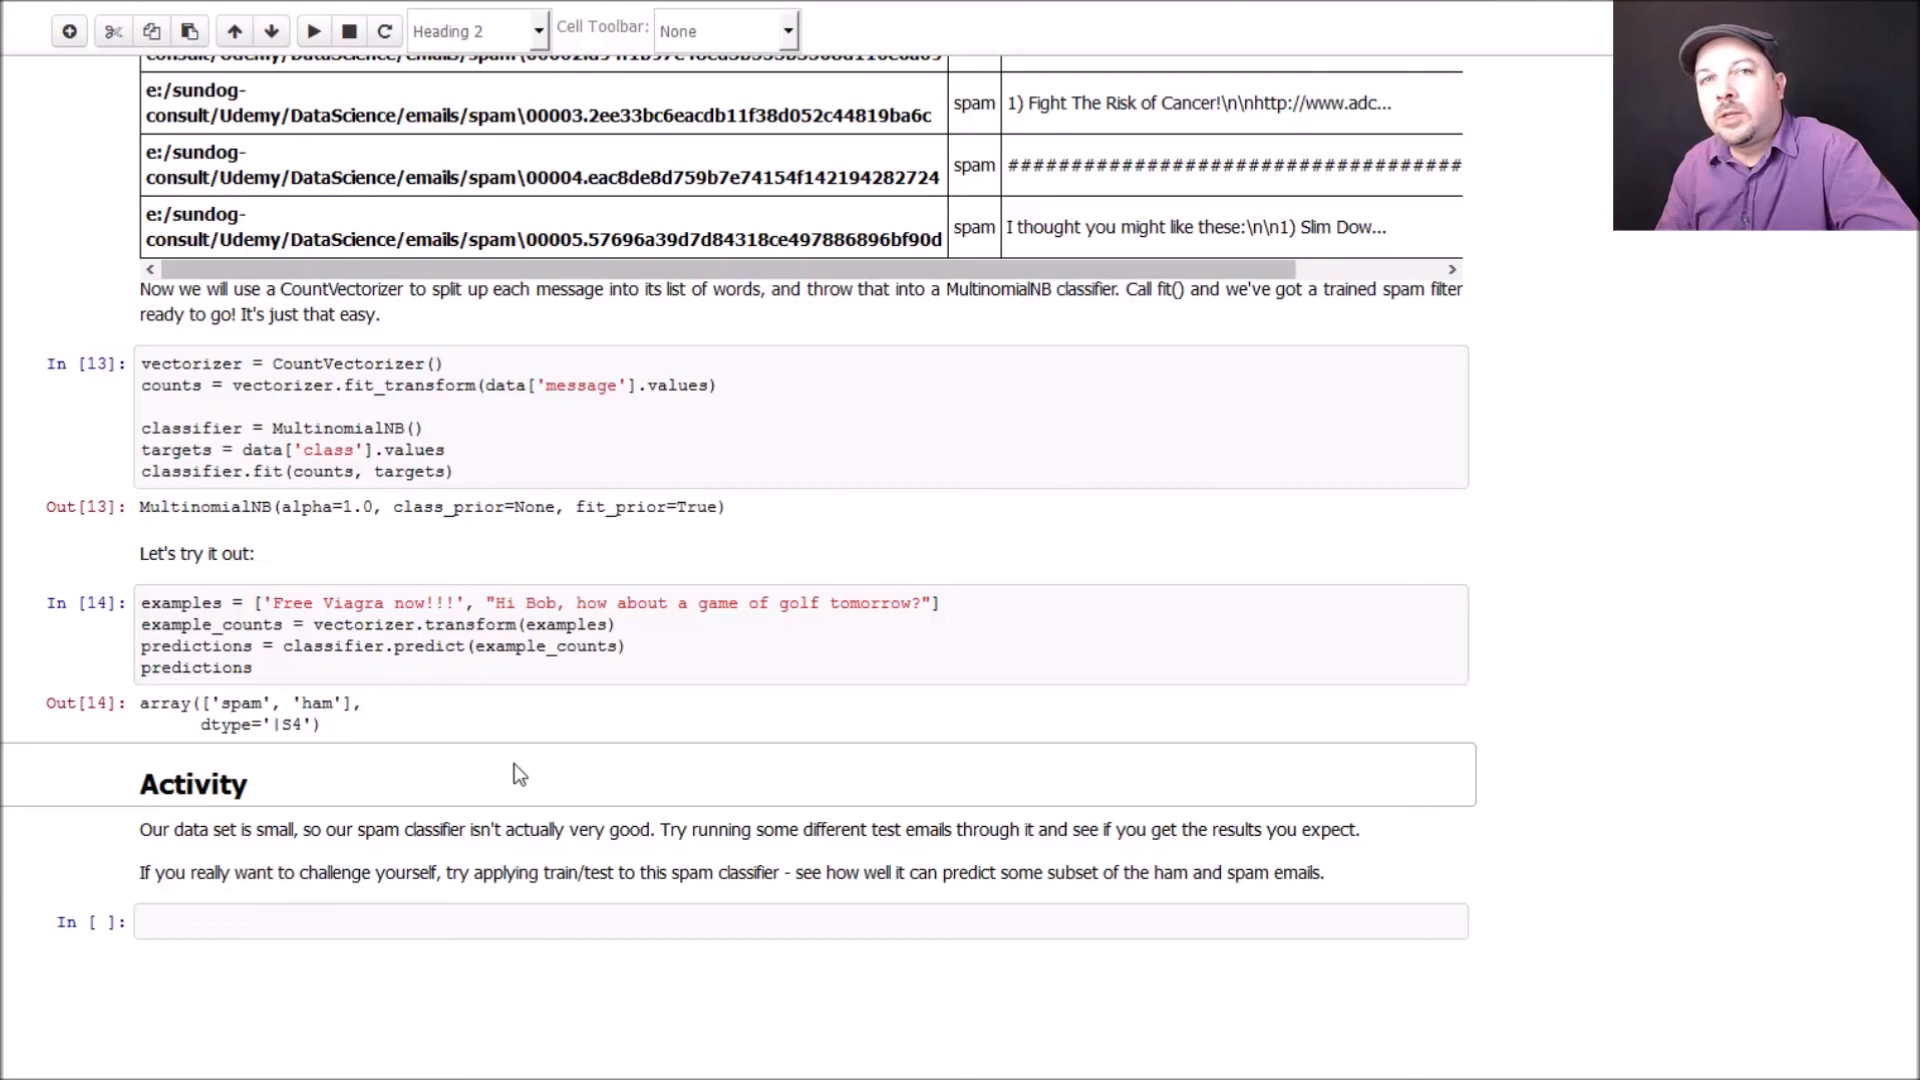 Heading 2
Cell Toolbar:
None
e:/sundog-
consult/Udemy/DataScience/emails/spam\00003.2ee33bc6eacdb11f38d052c44819ba6c
spam
1) Fight The Risk of Cancer!\n\nhttp://www.adc...
e:/sundog-
consult/Udemy/DataScience/emails/spam\00004.eac8de8d759b7e74154f142194282724
spam
####################################
e:/sundog-
consult/Udemy/DataScience/emails/spam\00005.57696a39d7d84318ce497886896bf90d
spam
I thought you might like these:\n\n1) Slim Dow...
Now we will use a CountVectorizer to split up each message into its list of words, and throw that into a MultinomialNB classifier. Call fit() and we've got a trained spam filter
ready to go! It's just that easy.
In [13]:
vectorizer = CountVectorizer()
counts = vectorizer.fit_transform(data['message'].values)
classifier = MultinomialNB()
targets = data['class'].values
classifier.fit(counts, targets)
Out[13]: MultinomialNB(alpha=1.0, class_prior=None, fit_prior=True)
Let's try it out:
In [14]:
examples = ['Free Viagra now!!!', "Hi Bob, how about a game of golf tomorrow?"]
example_counts = vectorizer.transform(examples)
predictions = classifier.predict(example_counts)
predictions
Out[14]: array(['spam', 'ham'],
dtype='|S4')
Activity
Our data set is small, so our spam classifier isn't actually very good. Try running some different test emails through it and see if you get the results you expect.
If you really want to challenge yourself, try applying train/test to this spam classifier - see how well it can predict some subset of the ham and spam emails.
In [ ]: